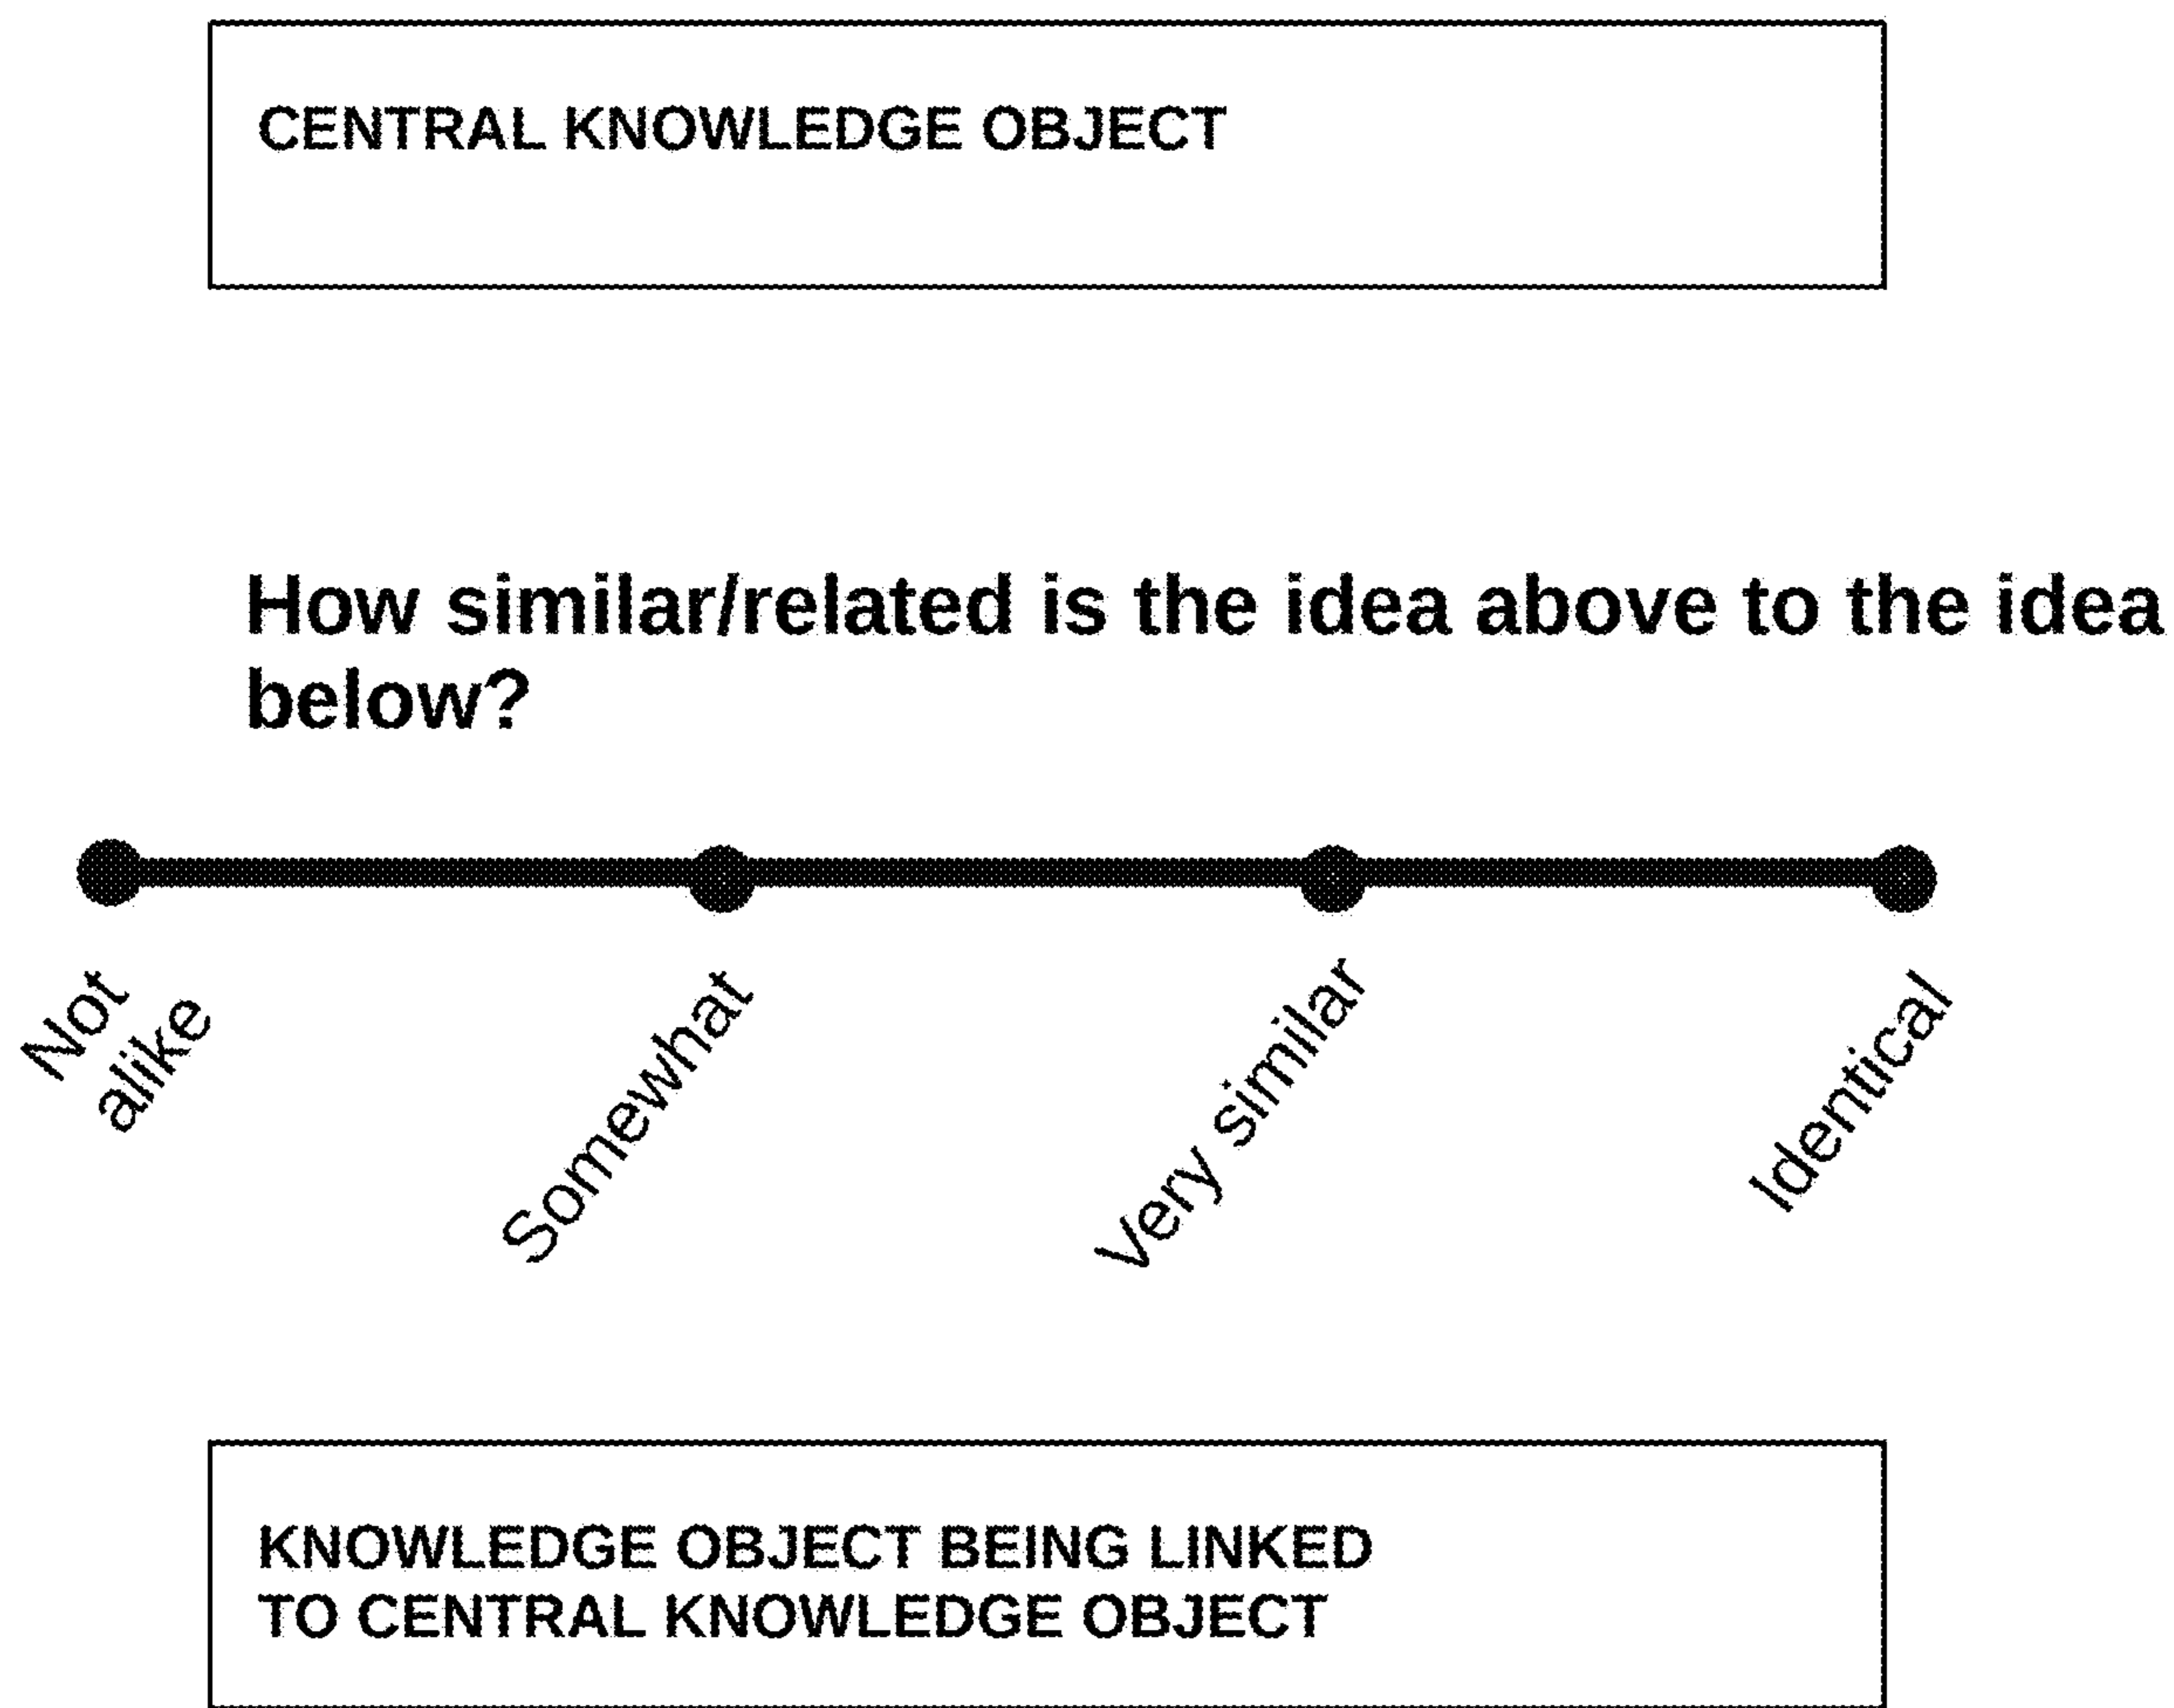 CENTRAL KNOWLEDGE OBJECT
How similar/related is the idea above to the idea
below?
Not
alike
Somewhat
Very similar
Identical
KNOWLEDGE OBJECT BEING LINKED
TO CENTRAL KNOWLEDGE OBJECT